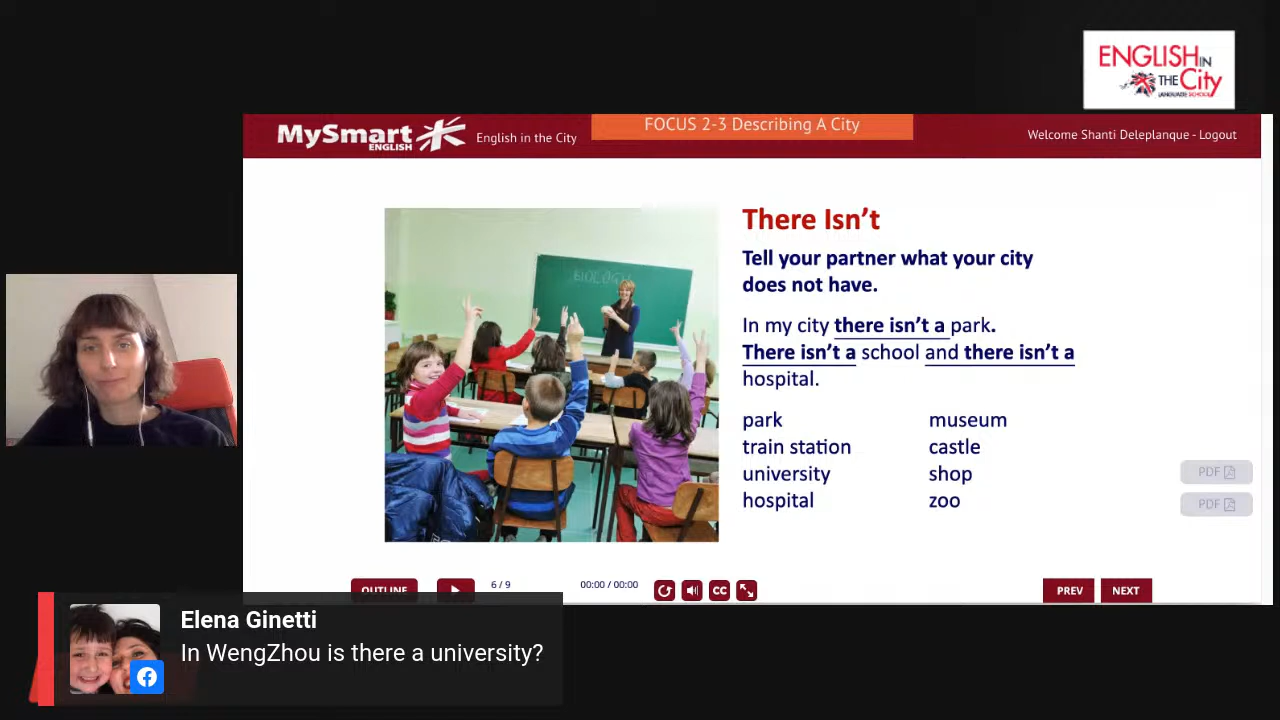 ENGLISH IN
THE City
LANGUAGE SCHOOL
MySmart
ENGLISH
English in the City
FOCUS 2-3 Describing A City
Welcome Shanti Deleplanque - Logout
BIOLOGY
There Isn't
Tell your partner what your city
does not have.
In my city there isn't a park.
There isn't a school and there isn't a
hospital.
park
train station
university
hospital
museum
castle
shop
zoo
PDF
PDF
OUTLINE
6 / 9
00:00 / 00:00
CC
PREV
NEXT
Elena Ginetti
In WengZhou is there a university?